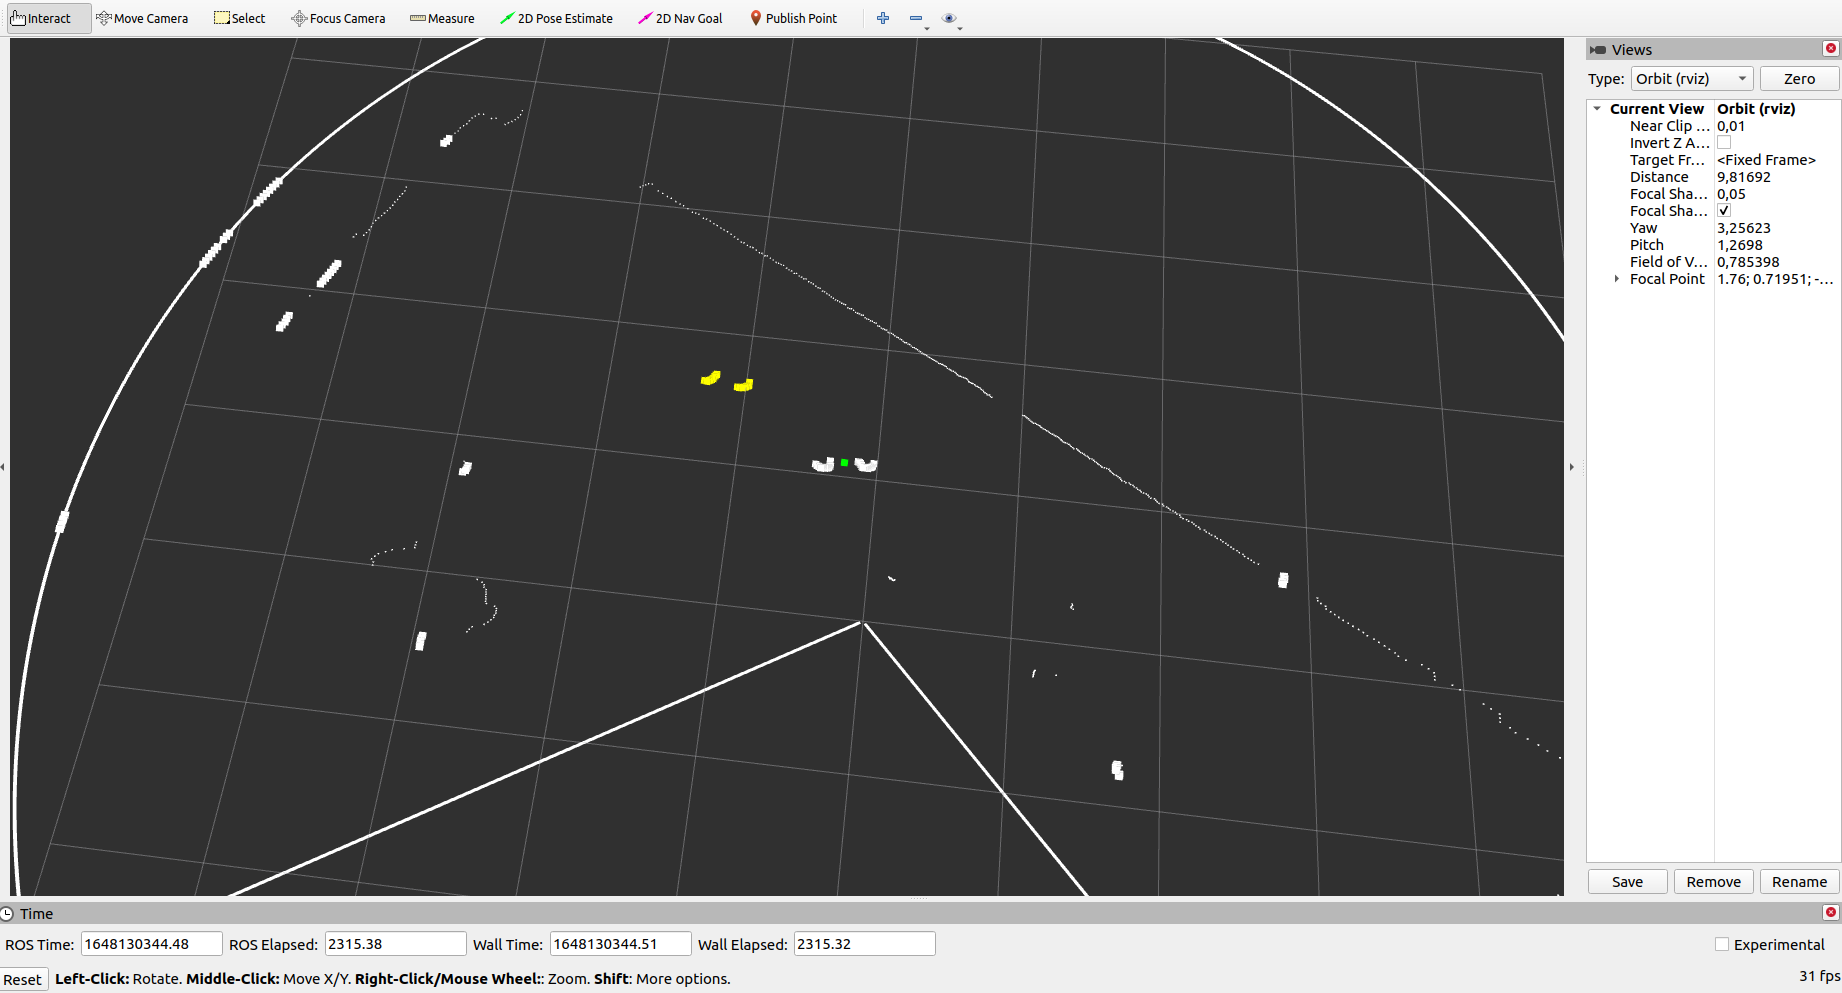 Interact Move Camera Select Focus Camera Measure 2D Pose Estimate 2D Nav Goal Publish Point
Views
Type: Orbit (rviz) Zero
Current View Orbit (rviz)
Near Clip ... 0,01
Invert Z A...
Target Fr... <Fixed Frame>
Distance 9,81692
Focal Sha... 0,05
Focal Sha...
Yaw 3,25623
Pitch 1,2698
Field of V... 0,785398
Focal Point 1.76; 0.71951; -...
Save Remove Rename
Time
ROS Time: 1648130344.48 ROS Elapsed: 2315.38 Wall Time: 1648130344.51 Wall Elapsed: 2315.32 Experimental
Reset Left-Click: Rotate. Middle-Click: Move X/Y. Right-Click/Mouse Wheel:: Zoom. Shift: More options. 31 fps